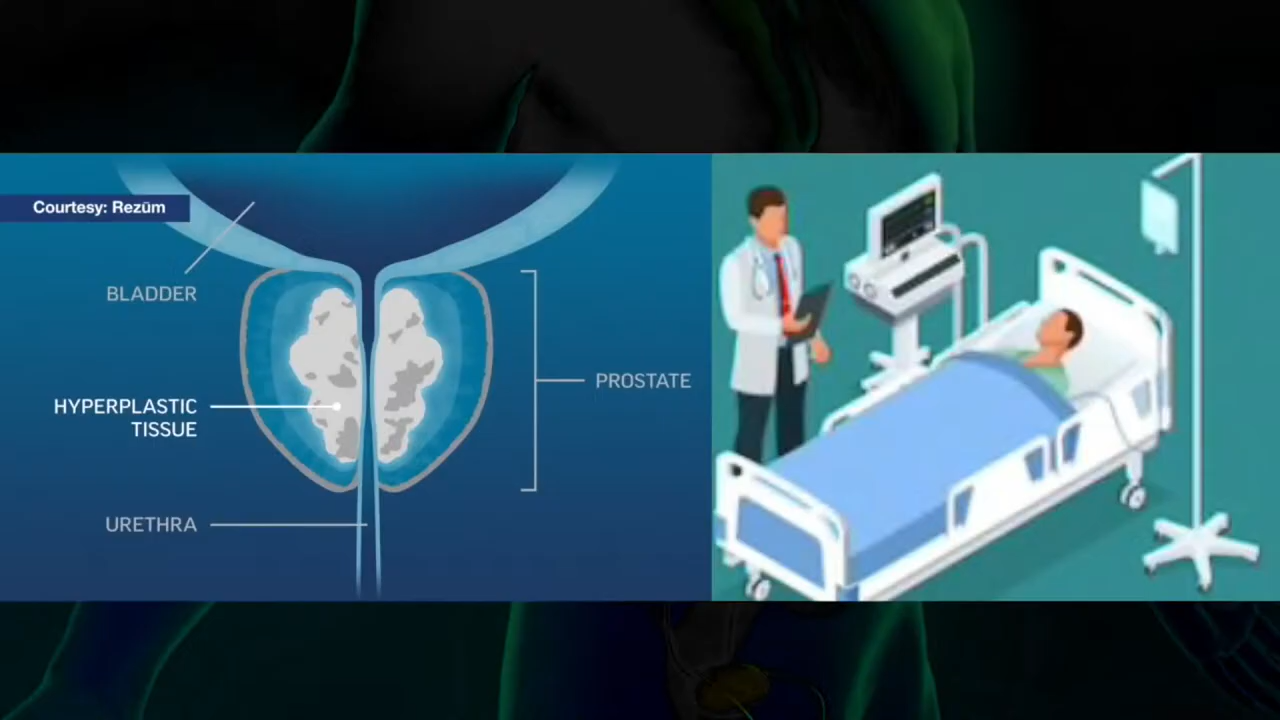 Courtesy: Rezūm
BLADDER
PROSTATE
HYPERPLASTIC
TISSUE
URETHRA